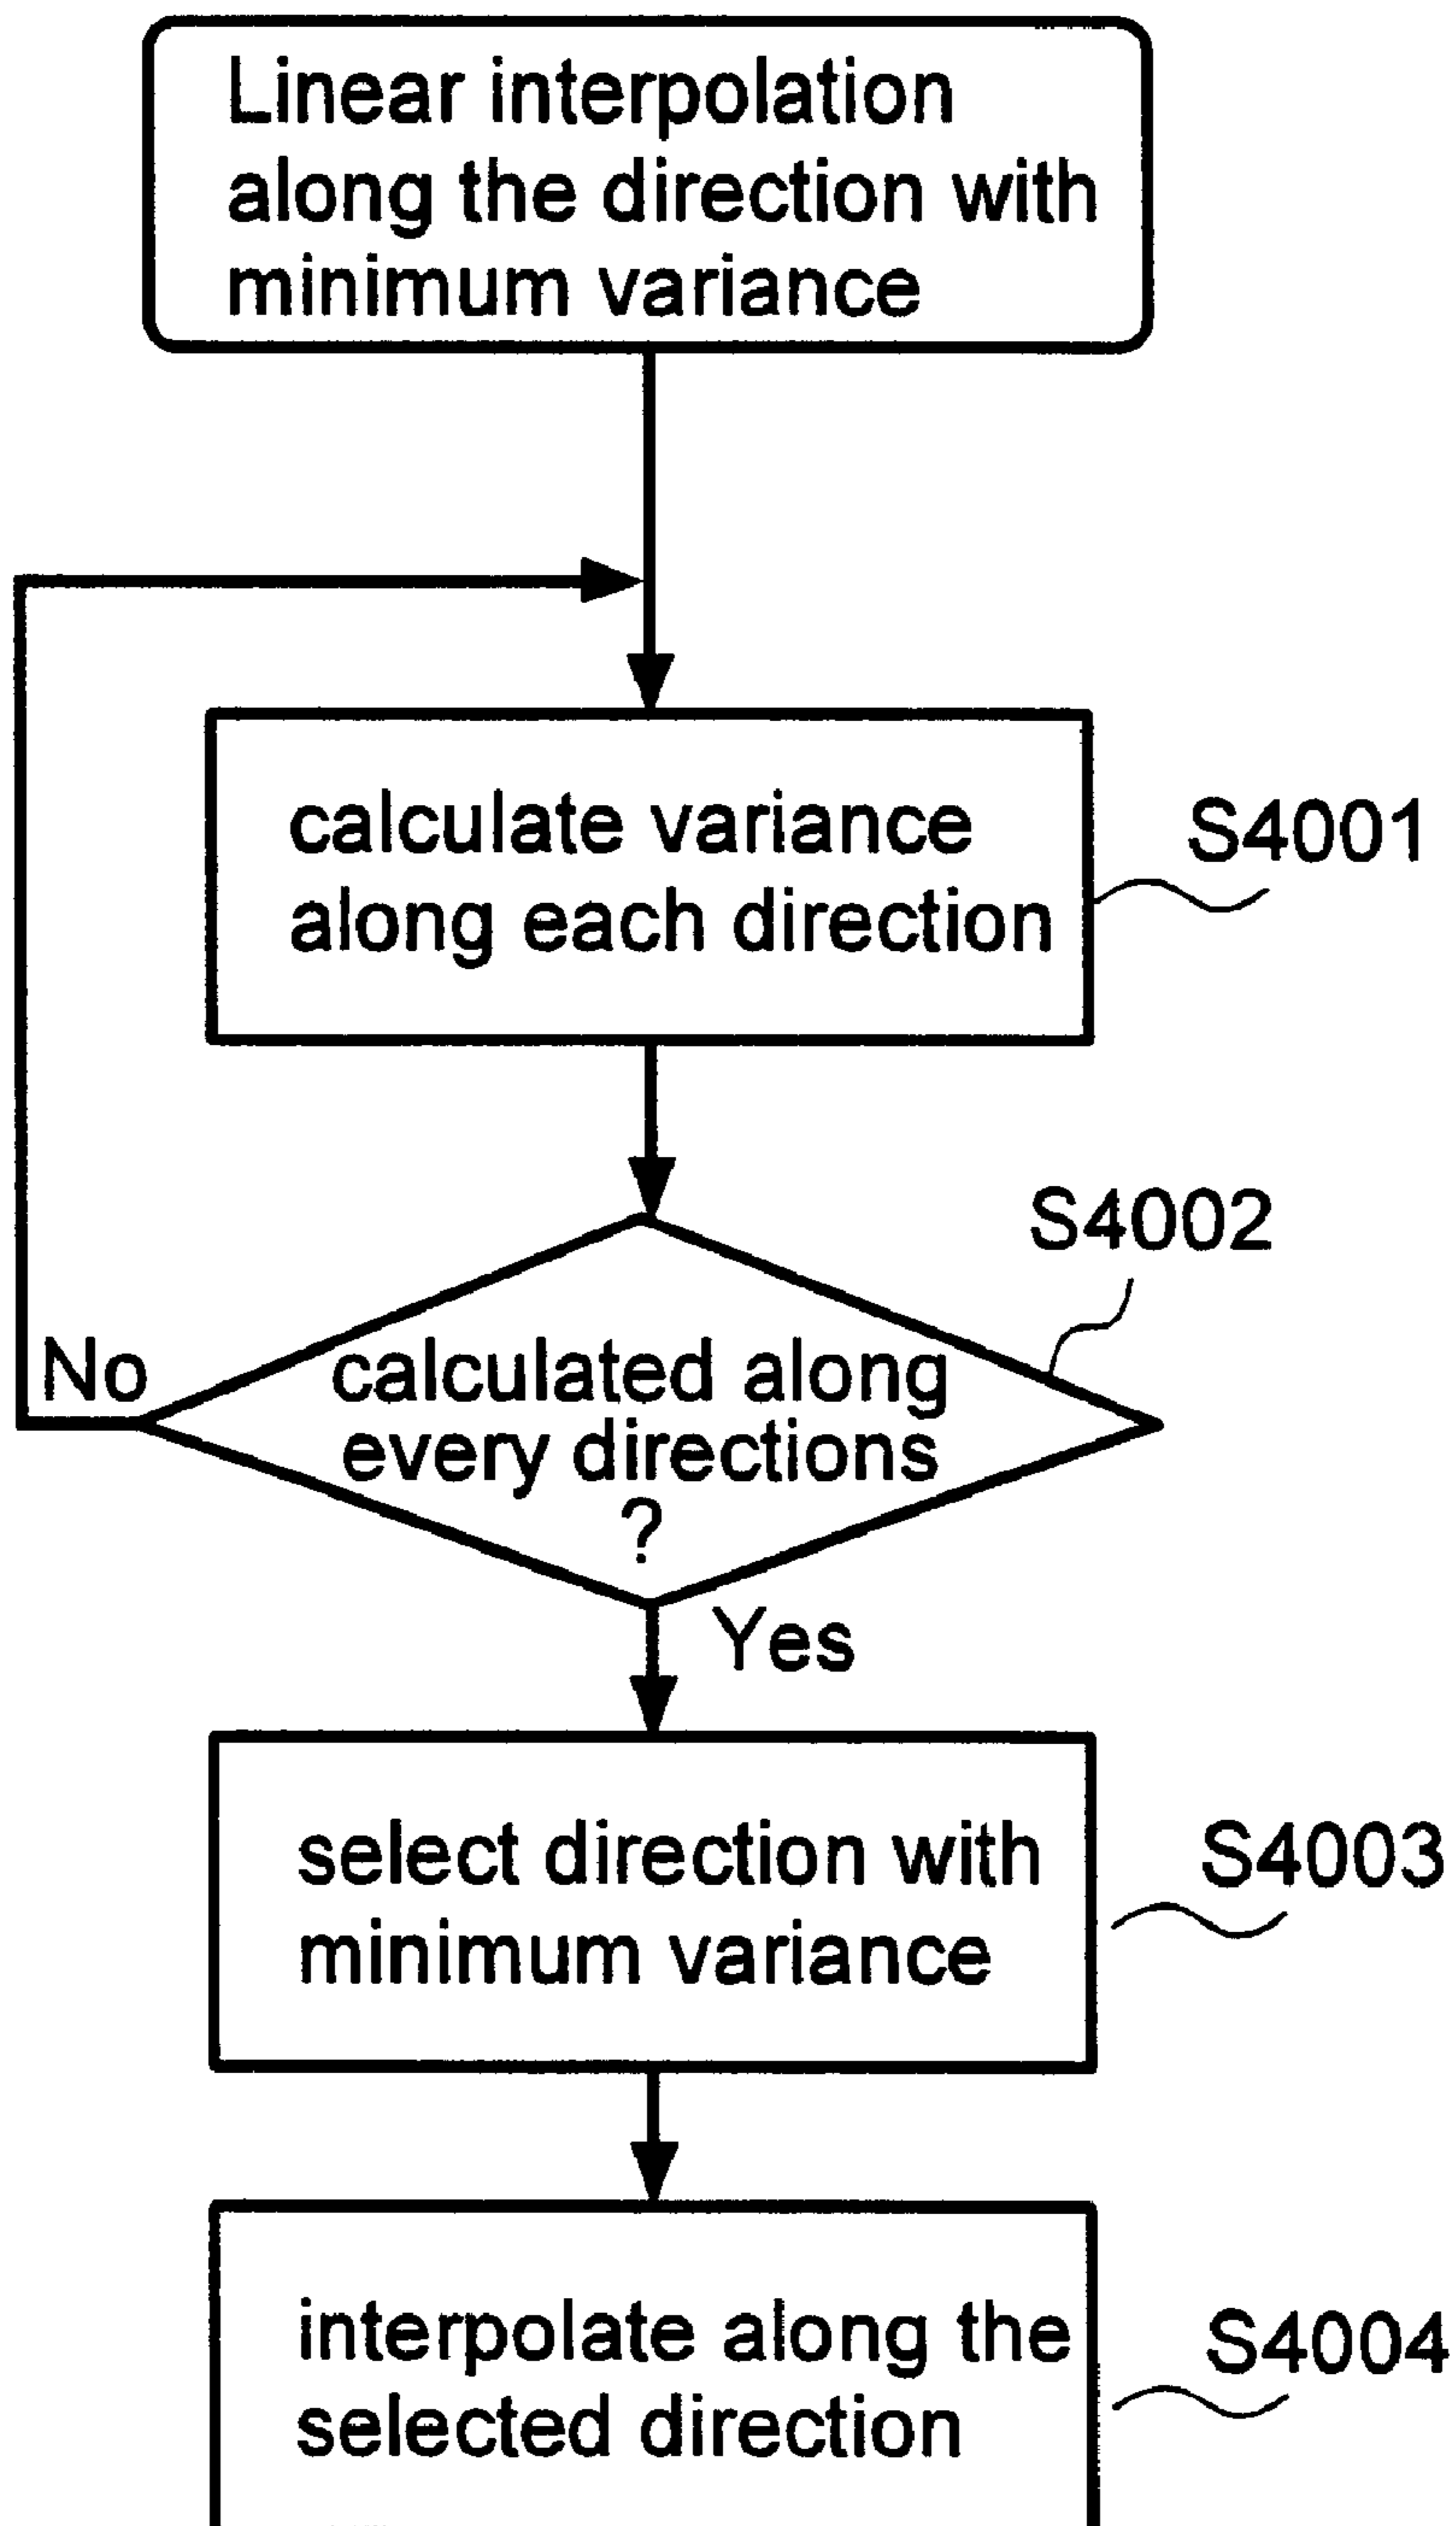 Linear interpolation
along the direction with
minimum variance
calculate variance
along each direction
S4001
S4002
No
calculated along
every directions
?
Yes
select direction with
minimum variance
S4003
interpolate along the
selected direction
S4004